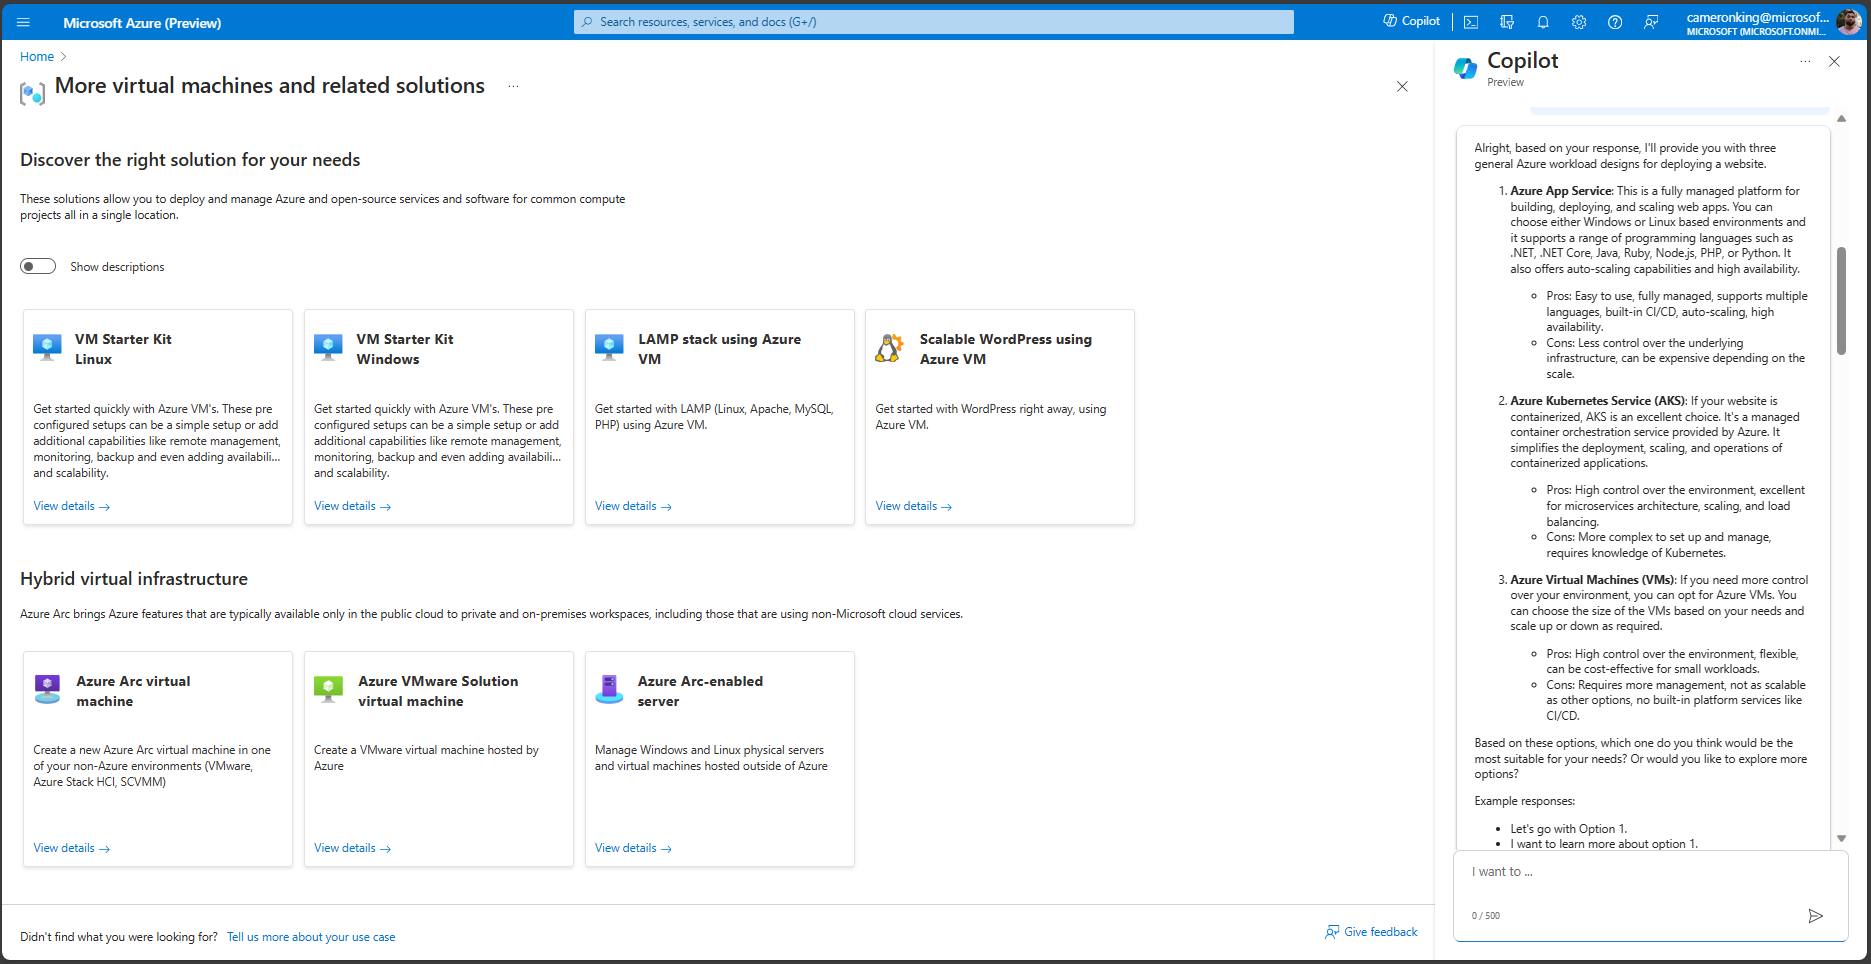 Microsoft Azure (Preview)
Search resources, services, and docs (G+/)
Copilot
cameronking@microsof...
MICROSOFT (MICROSOFT.ONMI...
Home
More virtual machines and related solutions
...
Discover the right solution for your needs
These solutions allow you to deploy and manage Azure and open-source services and software for common compute
projects all in a single location.
Show descriptions
VM Starter Kit
Linux
Get started quickly with Azure VM's. These pre
configured setups can be a simple setup or add
additional capabilities like remote management,
monitoring, backup and even adding availabili...
and scalability.
View details →
VM Starter Kit
Windows
Get started quickly with Azure VM's. These pre
configured setups can be a simple setup or add
additional capabilities like remote management,
monitoring, backup and even adding availabili...
and scalability.
View details →
LAMP stack using Azure
VM
Get started with LAMP (Linux, Apache, MySQL,
PHP) using Azure VM.
View details →
Scalable WordPress using
Azure VM
Get started with WordPress right away, using
Azure VM.
View details →
Hybrid virtual infrastructure
Azure Arc brings Azure features that are typically available only in the public cloud to private and on-premises workspaces, including those that are using non-Microsoft cloud services.
Azure Arc virtual
machine
Create a new Azure Arc virtual machine in one
of your non-Azure environments (VMware,
Azure Stack HCI, SCVMM)
View details →
Azure VMware Solution
virtual machine
Create a VMware virtual machine hosted by
Azure
View details →
Azure Arc-enabled
server
Manage Windows and Linux physical servers
and virtual machines hosted outside of Azure
View details →
Didn't find what you were looking for? Tell us more about your use case
Give feedback
Copilot
Preview
...
Alright, based on your response, I'll provide you with three
general Azure workload designs for deploying a website.
1. Azure App Service: This is a fully managed platform for
building, deploying, and scaling web apps. You can
choose either Windows or Linux based environments and
it supports a range of programming languages such as
.NET, .NET Core, Java, Ruby, Node.js, PHP, or Python. It
also offers auto-scaling capabilities and high availability.
◦ Pros: Easy to use, fully managed, supports multiple
languages, built-in CI/CD, auto-scaling, high
availability.
◦ Cons: Less control over the underlying
infrastructure, can be expensive depending on the
scale.
2. Azure Kubernetes Service (AKS): If your website is
containerized, AKS is an excellent choice. It's a managed
container orchestration service provided by Azure. It
simplifies the deployment, scaling, and operations of
containerized applications.
◦ Pros: High control over the environment, excellent
for microservices architecture, scaling, and load
balancing.
◦ Cons: More complex to set up and manage,
requires knowledge of Kubernetes.
3. Azure Virtual Machines (VMs): If you need more control
over your environment, you can opt for Azure VMs. You
can choose the size of the VMs based on your needs and
scale up or down as required.
◦ Pros: High control over the environment, flexible,
can be cost-effective for small workloads.
◦ Cons: Requires more management, not as scalable
as other options, no built-in platform services like
CI/CD.
Based on these options, which one do you think would be the
most suitable for your needs? Or would you like to explore more
options?
Example responses:
• Let's go with Option 1.
• I want to learn more about option 1.
I want to ...
0 / 500